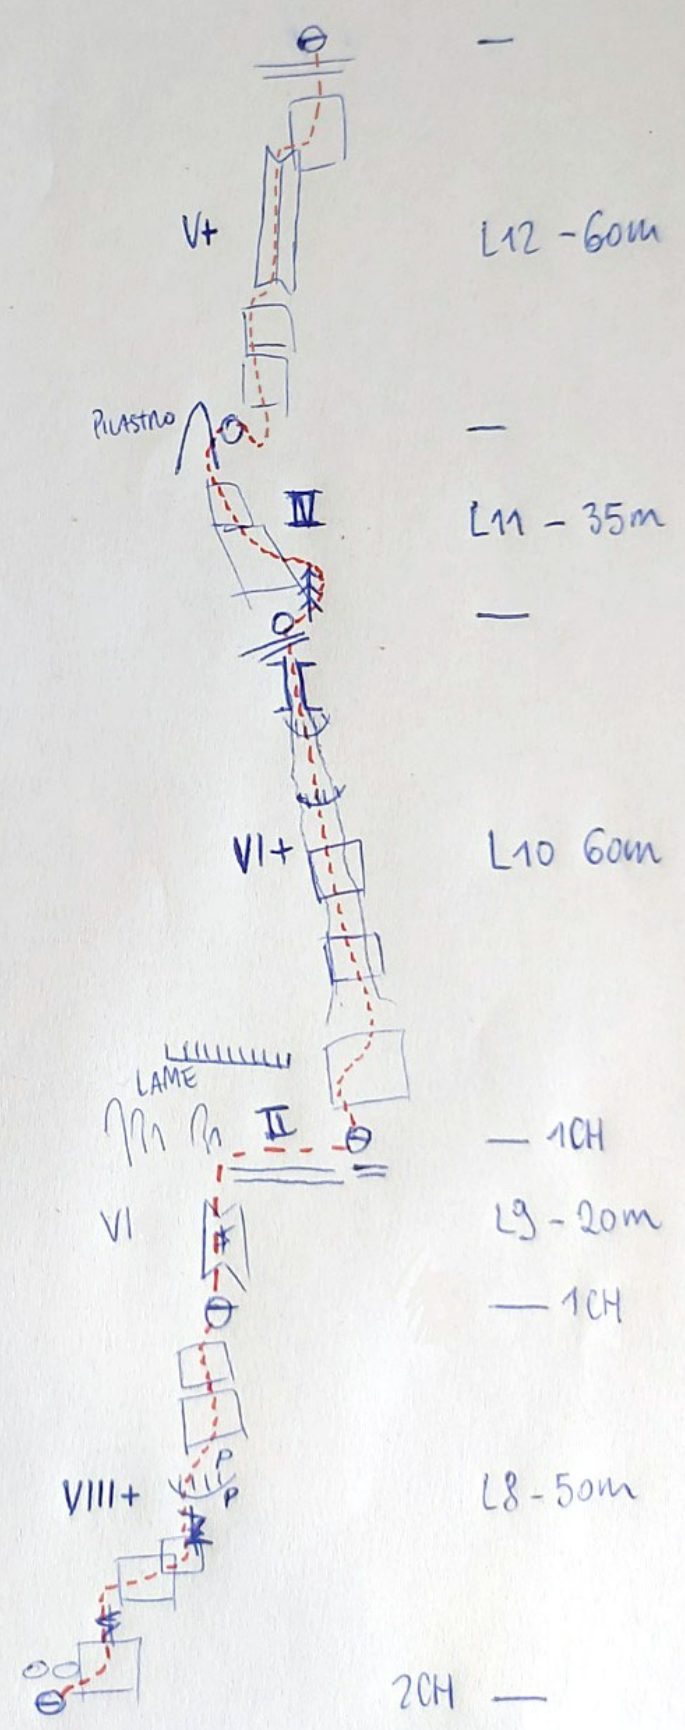 V+ L12 - 60m
PILASTRO
IV L11 - 35m
VI+ L10 60m
LAME
II
1CH
VI L9 - 20m
1CH
P
P
VIII+ L8 - 50m
2CH